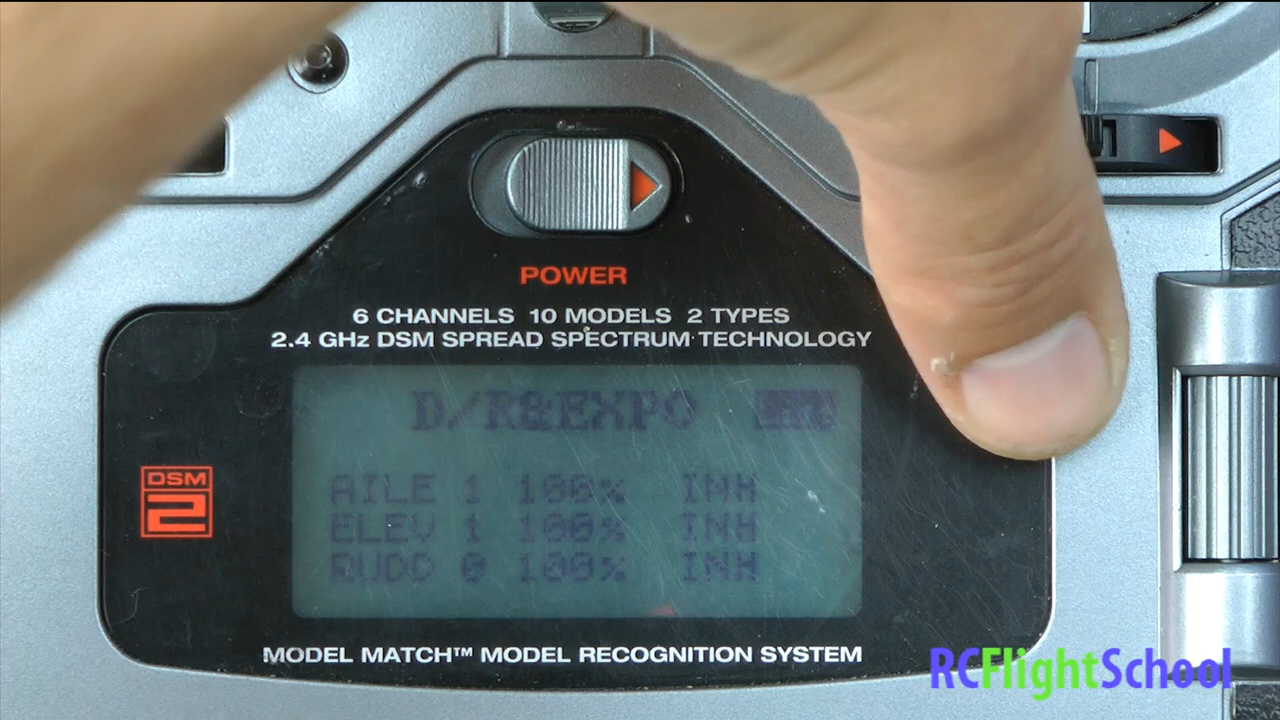 POWER
6 CHANNELS 10 MODELS 2 TYPES
2.4 GHz DSM SPREAD SPECTRUM TECHNOLOGY
D/R&EXPO
AILE 1 100% INH
ELEV 1 100% INH
RUDD 0 100% INH
DSM
2
MODEL MATCH™ MODEL RECOGNITION SYSTEM
RCFlightSchool